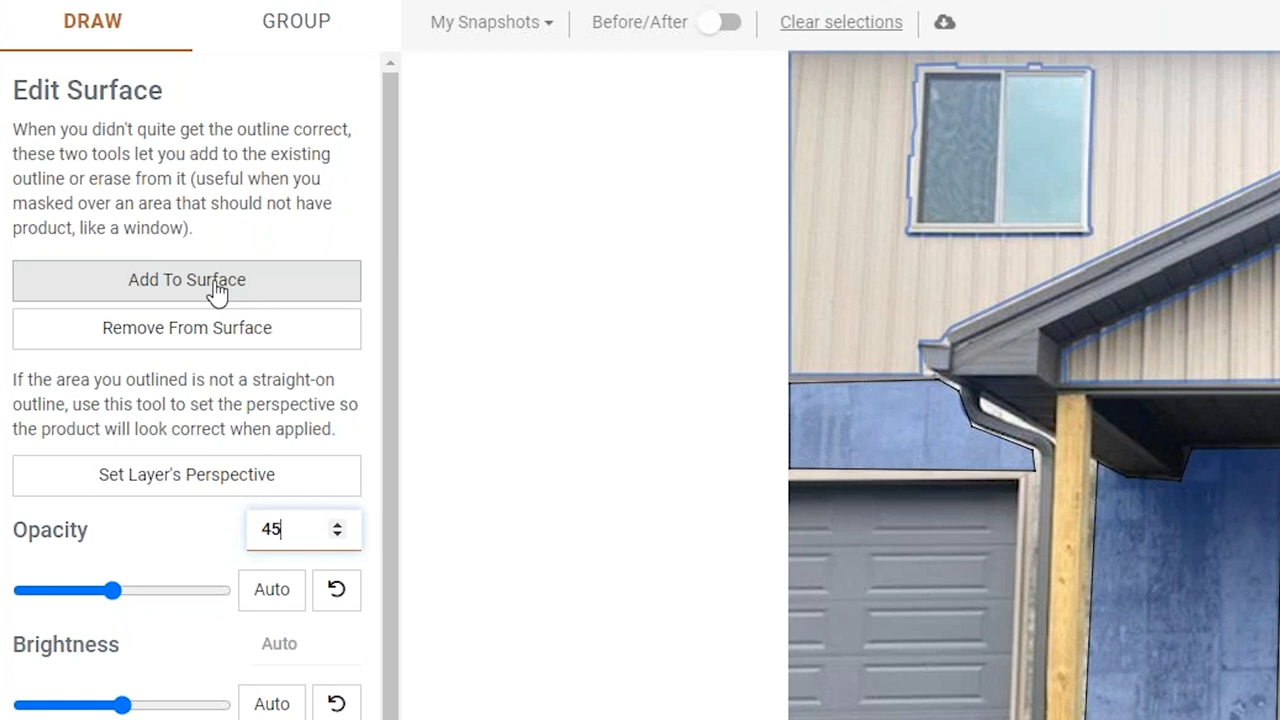 DRAW GROUP
My Snapshots Before/After Clear selections
Edit Surface
When you didn't quite get the outline correct,
these two tools let you add to the existing
outline or erase from it (useful when you
masked over an area that should not have
product, like a window).
Add To Surface
Remove From Surface
If the area you outlined is not a straight-on
outline, use this tool to set the perspective so
the product will look correct when applied.
Set Layer's Perspective
Opacity 45
Auto
Brightness Auto
Auto